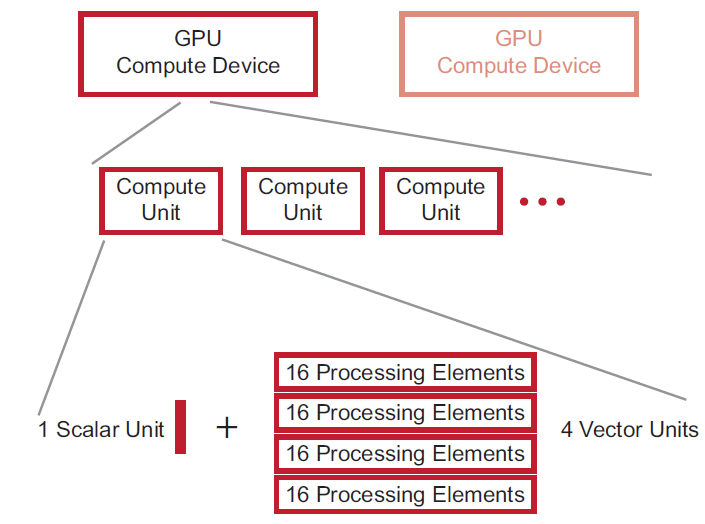 GPU
Compute Device
GPU
Compute Device
Compute
Unit
Compute
Unit
Compute
Unit
1 Scalar Unit
+
16 Processing Elements
16 Processing Elements
16 Processing Elements
16 Processing Elements
4 Vector Units